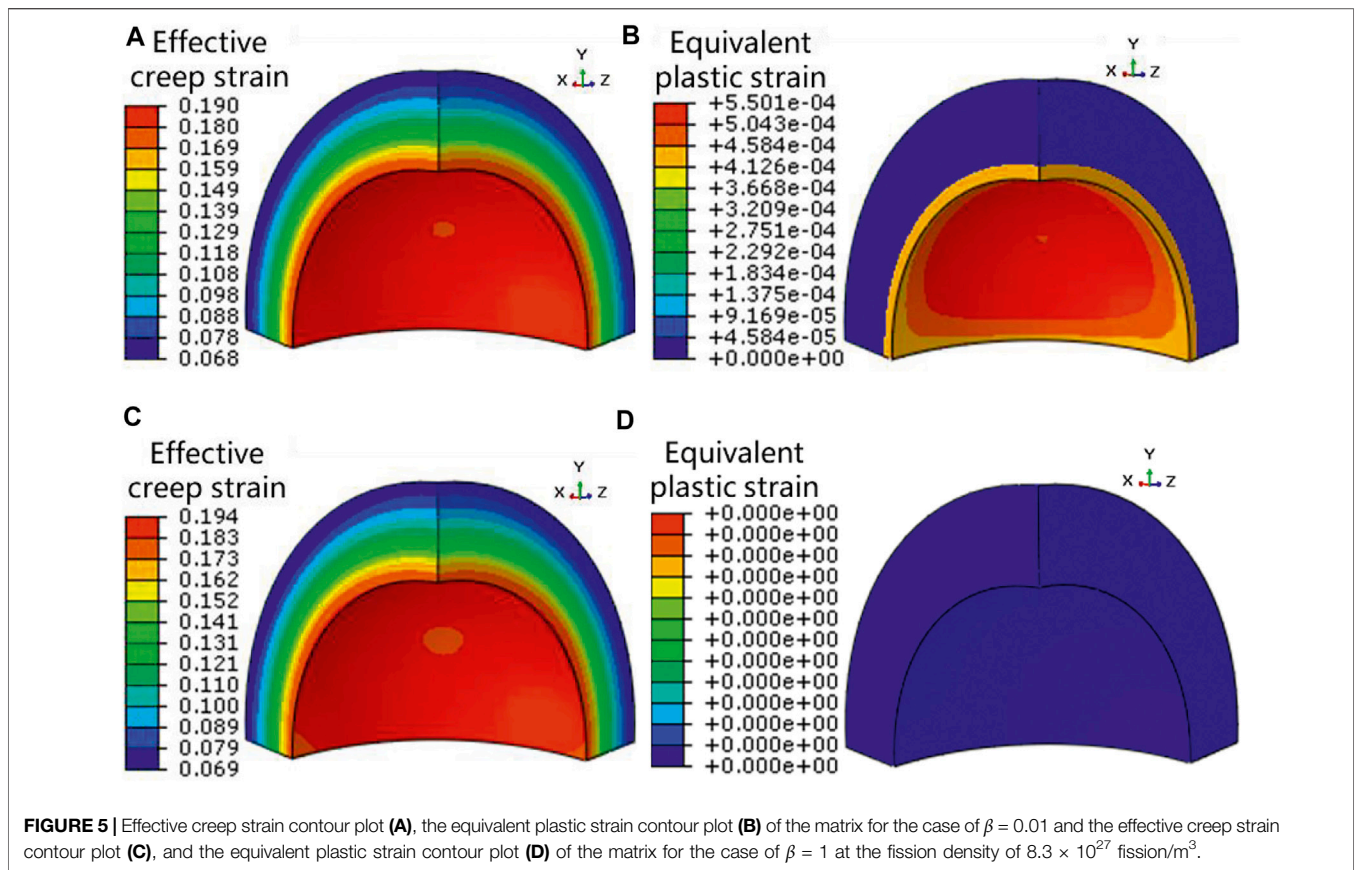 A Effective
creep strain
0.190
0.180
0.169
0.159
0.149
0.139
0.129
0.118
0.108
0.098
0.088
0.078
0.068
Y
X Z
B Equivalent
plastic strain
+5.501e-04
+5.043e-04
+4.584e-04
+4.126e-04
+3.668e-04
+3.209e-04
+2.751e-04
+2.292e-04
+1.834e-04
+1.375e-04
+9.169e-05
+4.584e-05
+0.000e+00
Y
X Z
C
Effective
creep strain
0.194
0.183
0.173
0.162
0.152
0.141
0.131
0.121
0.110
0.100
0.089
0.079
0.069
Y
X Z
D
Equivalent
plastic strain
+0.000e+00
+0.000e+00
+0.000e+00
+0.000e+00
+0.000e+00
+0.000e+00
+0.000e+00
+0.000e+00
+0.000e+00
+0.000e+00
+0.000e+00
+0.000e+00
+0.000e+00
Y
X Z
FIGURE 5 | Effective creep strain contour plot (A), the equivalent plastic strain contour plot (B) of the matrix for the case of β = 0.01 and the effective creep strain
contour plot (C), and the equivalent plastic strain contour plot (D) of the matrix for the case of β = 1 at the fission density of 8.3 × 10²⁷ fission/m³.